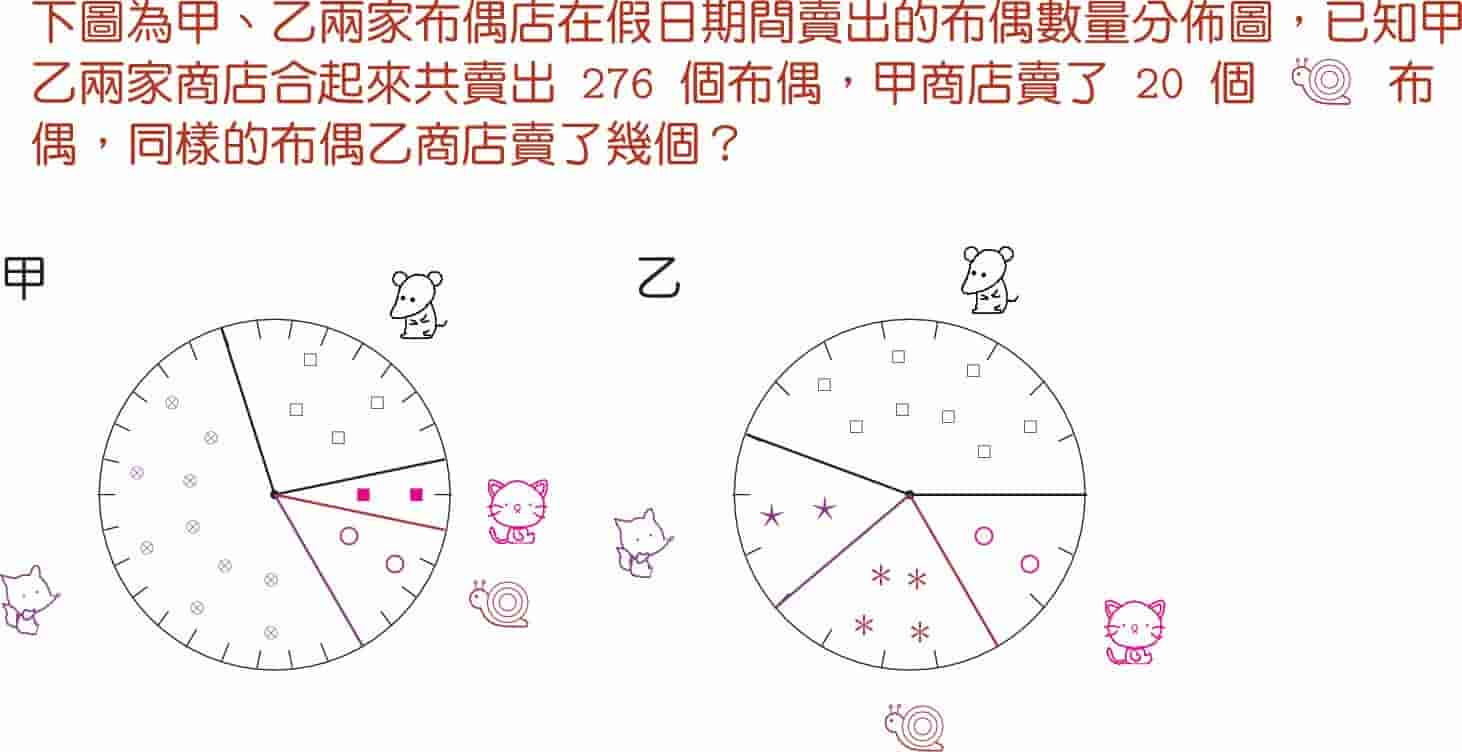 下圖為甲、乙兩家布偶店在假日期間賣出的布偶數量分佈圖，已知甲
乙兩家商店合起來共賣出 276 個布偶，甲商店賣了 20 個 布
偶，同樣的布偶乙商店賣了幾個？
甲
乙